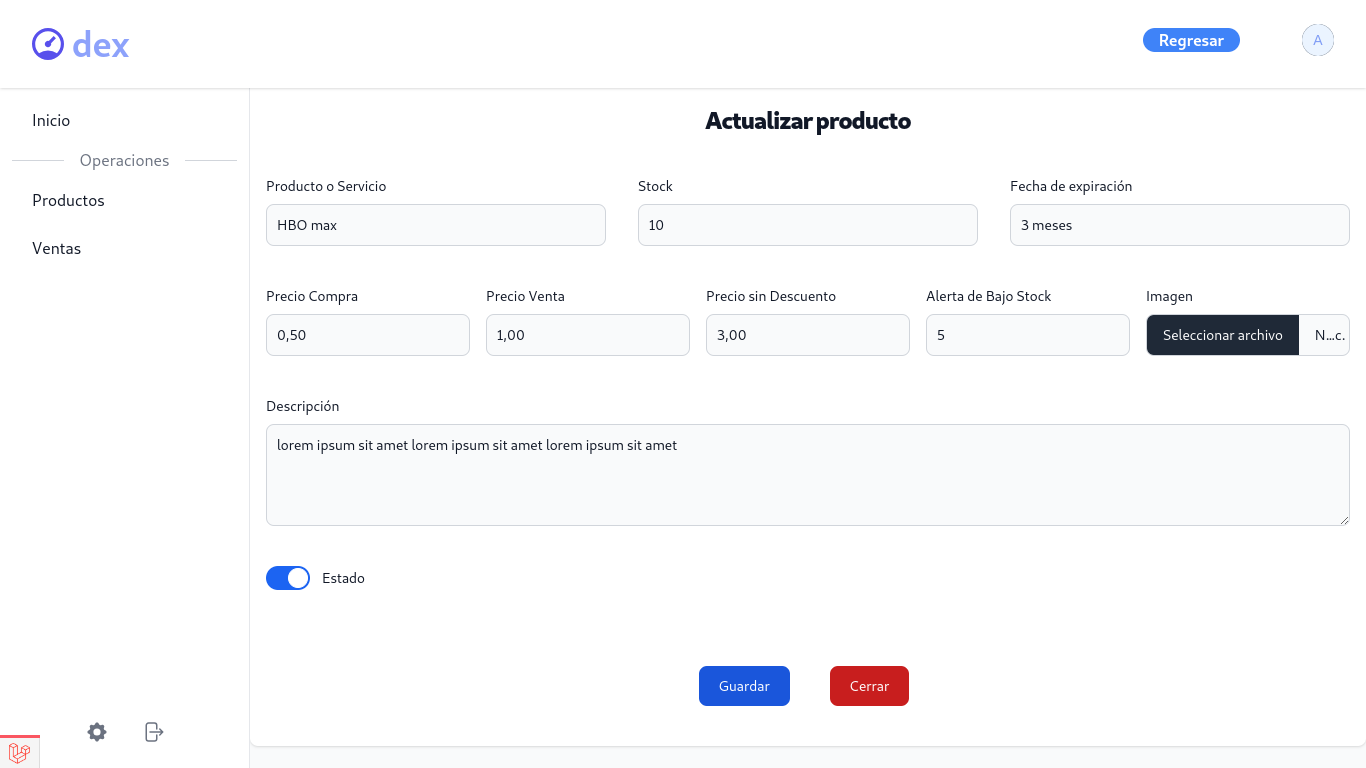 dex
Regresar
A
Inicio
Operaciones
Productos
Ventas
Actualizar producto
Producto o Servicio
Stock
Fecha de expiración
HBO max
10
3 meses
Precio Compra
Precio Venta
Precio sin Descuento
Alerta de Bajo Stock
Imagen
0,50
1,00
3,00
5
Seleccionar archivo
N...c.
Descripción
lorem ipsum sit amet lorem ipsum sit amet lorem ipsum sit amet
Estado
Guardar
Cerrar